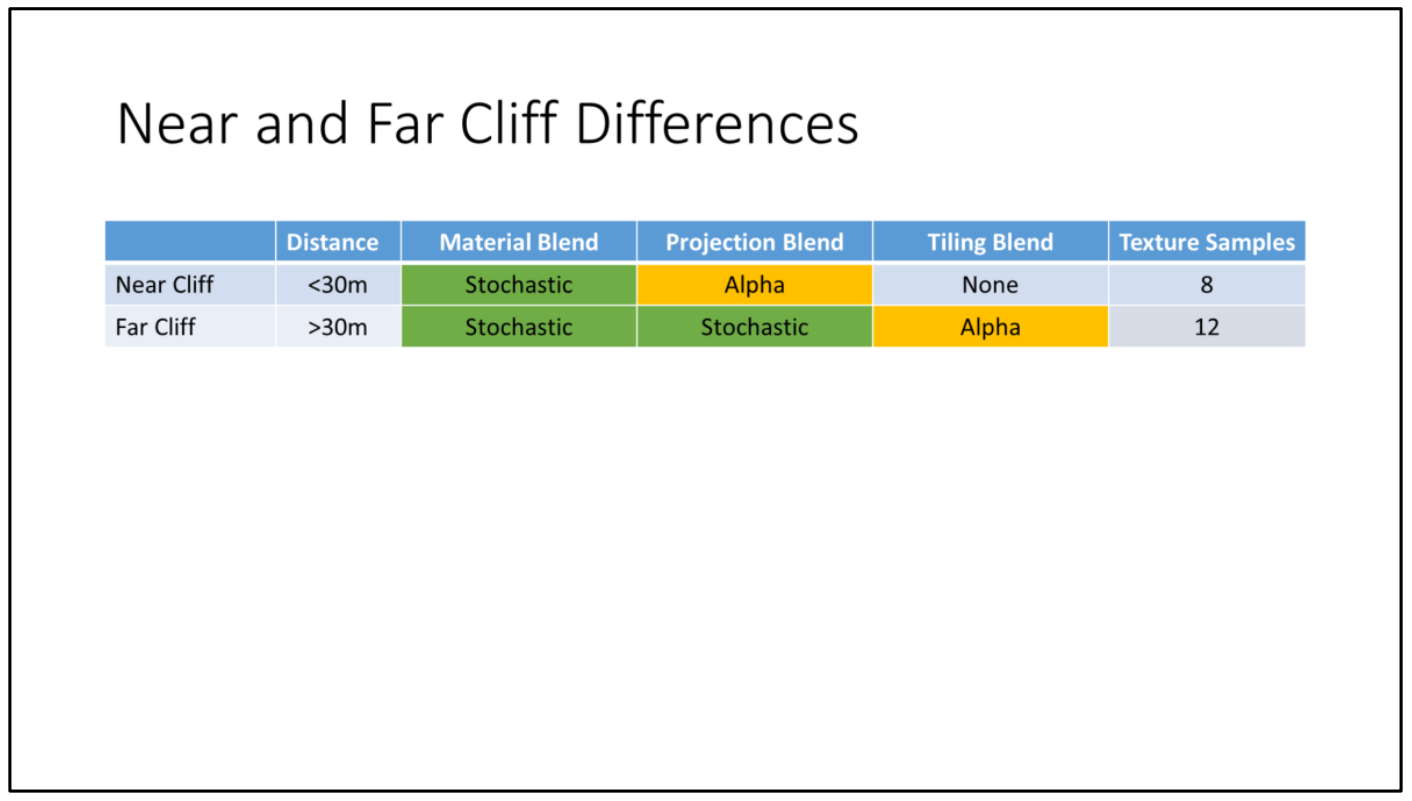 Near and Far Cliff Differences
Distance Material Blend Projection Blend Tiling Blend Texture Samples
Near Cliff <30m Stochastic Alpha None 8
Far Cliff >30m Stochastic Stochastic Alpha 12